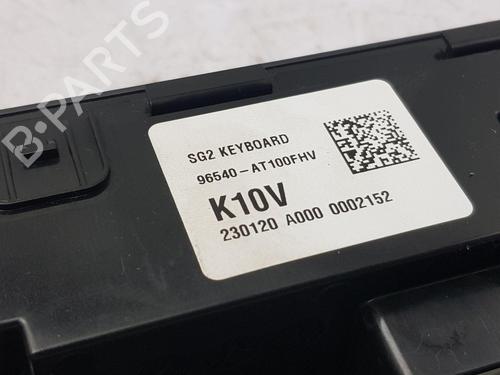 B-PARTS
SG2 KEYBOARD
96540-AT100FHV
K10V
230120 A000 0002152